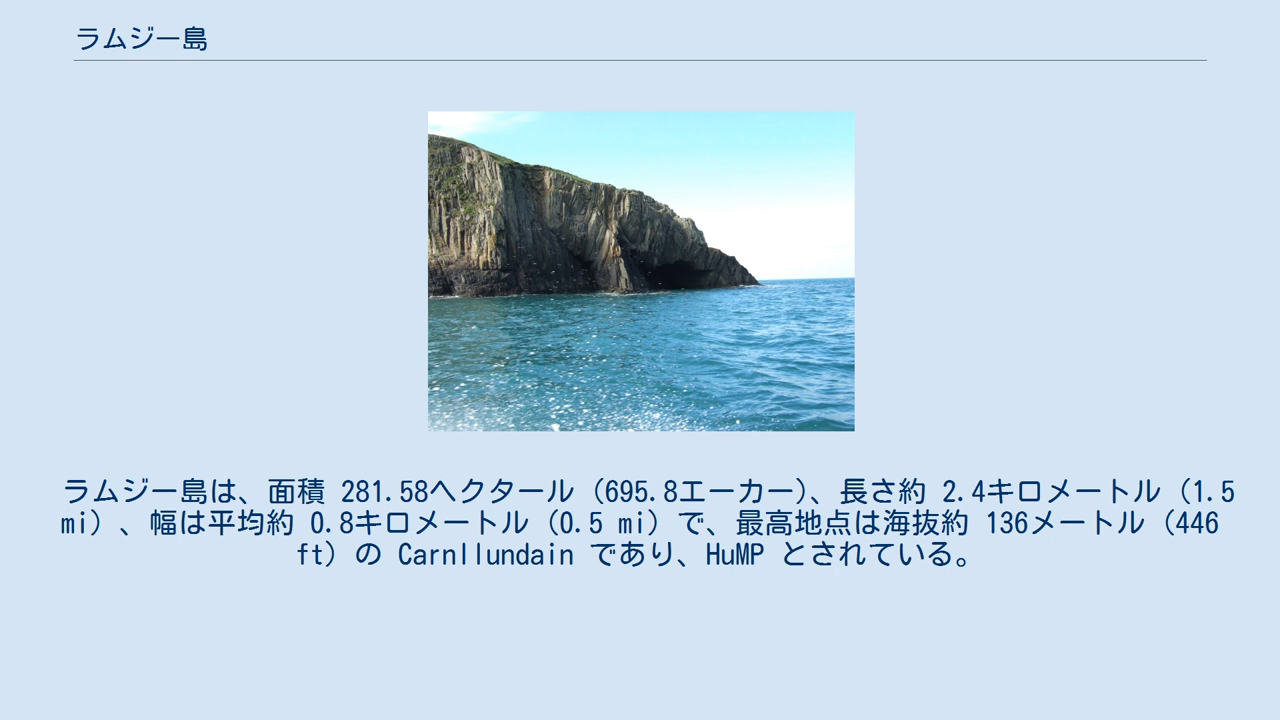 ラムジー島
ラムジー島は、面積 281.58ヘクタール (695.8エーカー)、長さ約 2.4キロメートル (1.5
mi) 、幅は平均約 0.8キロメートル (0.5 mi) で、最高地点は海抜約 136メートル (446
ft) の Carnllundain であり、HuMP とされている。